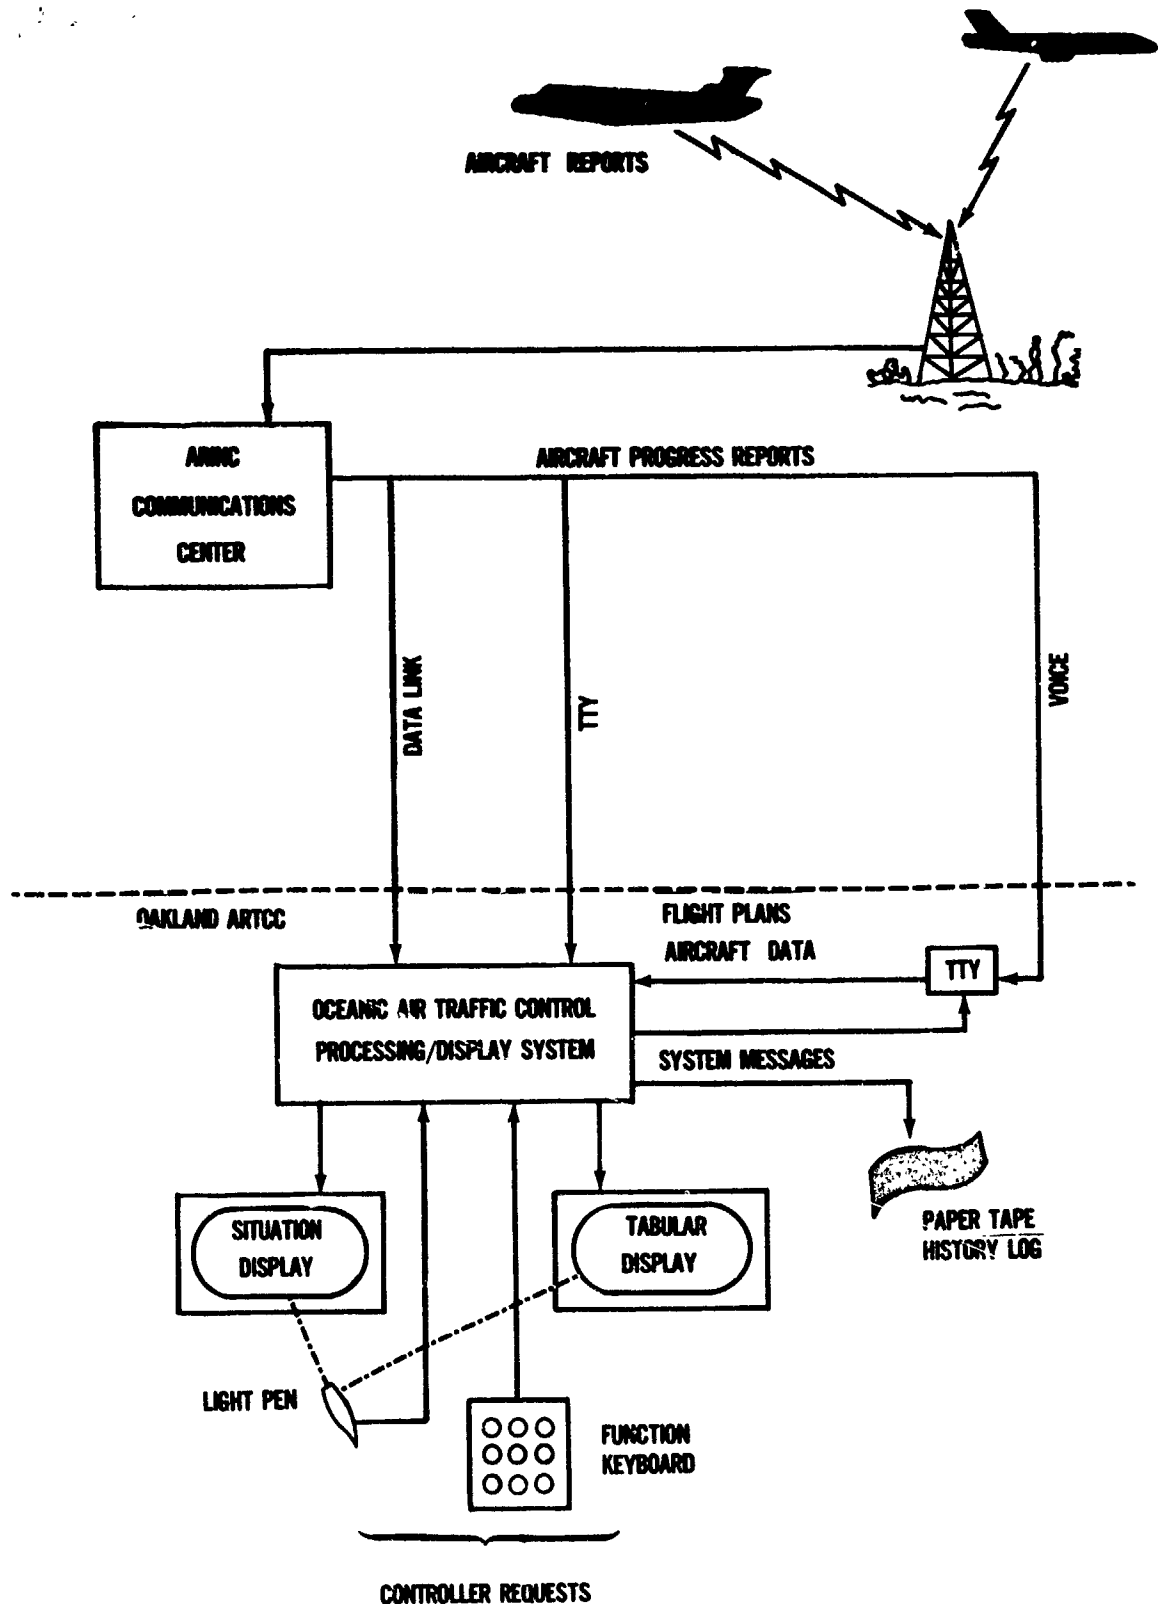 AIRCRAFT REPORTS
ARINC
COMMUNICATIONS
CENTER
AIRCRAFT PROGRESS REPORTS
DATA LINK
TTY
VOICE
OAKLAND ARTCC
FLIGHT PLANS
AIRCRAFT DATA
TTY
OCEANIC AIR TRAFFIC CONTROL
PROCESSING/DISPLAY SYSTEM
SYSTEM MESSAGES
SITUATION
DISPLAY
TABULAR
DISPLAY
PAPER TAPE
HISTORY LOG
LIGHT PEN
FUNCTION
KEYBOARD
CONTROLLER REQUESTS